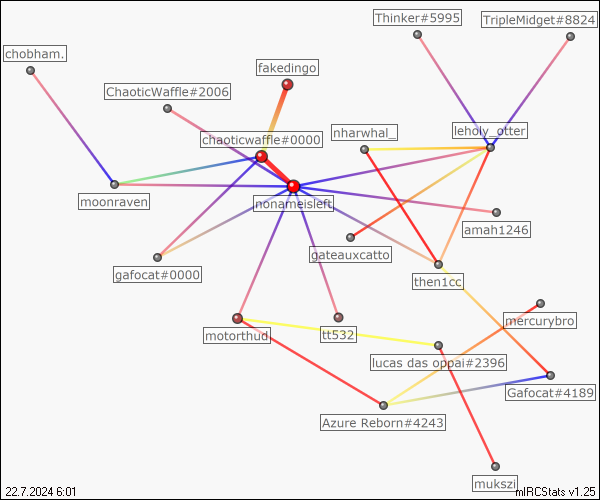 Thinker#5995
TripleMidget#8824
chobham.
fakedingo
ChaoticWaffle#2006
chaoticwaffle#0000
nharwhal_
leholy_otter
moonraven
nonameisleft
amah1246
gateauxcatto
gafocat#0000
then1cc
mercurybro
motorthud
tt532
lucas das oppai#2396
Gafocat#4189
Azure Reborn#4243
mukszi
22.7.2024 6:01
mIRCStats v1.25